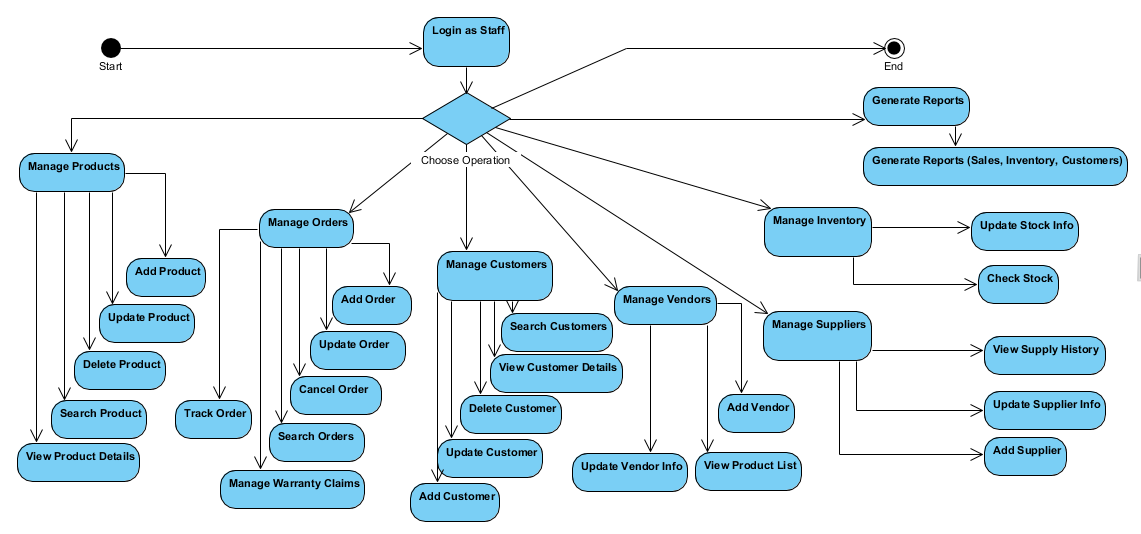 Login as Staff
Start
End
Generate Reports
Choose Operation
Generate Reports (Sales, Inventory, Customers)
Manage Products
Manage Orders
Manage Inventory
Update Stock Info
Manage Customers
Add Product
Check Stock
Add Order
Manage Vendors
Update Product
Search Customers
Manage Suppliers
Update Order
View Supply History
Delete Product
View Customer Details
Cancel Order
Update Supplier Info
Search Product
Track Order
Delete Customer
Add Vendor
Search Orders
Add Supplier
View Product Details
Update Customer
Update Vendor Info
View Product List
Manage Warranty Claims
Add Customer